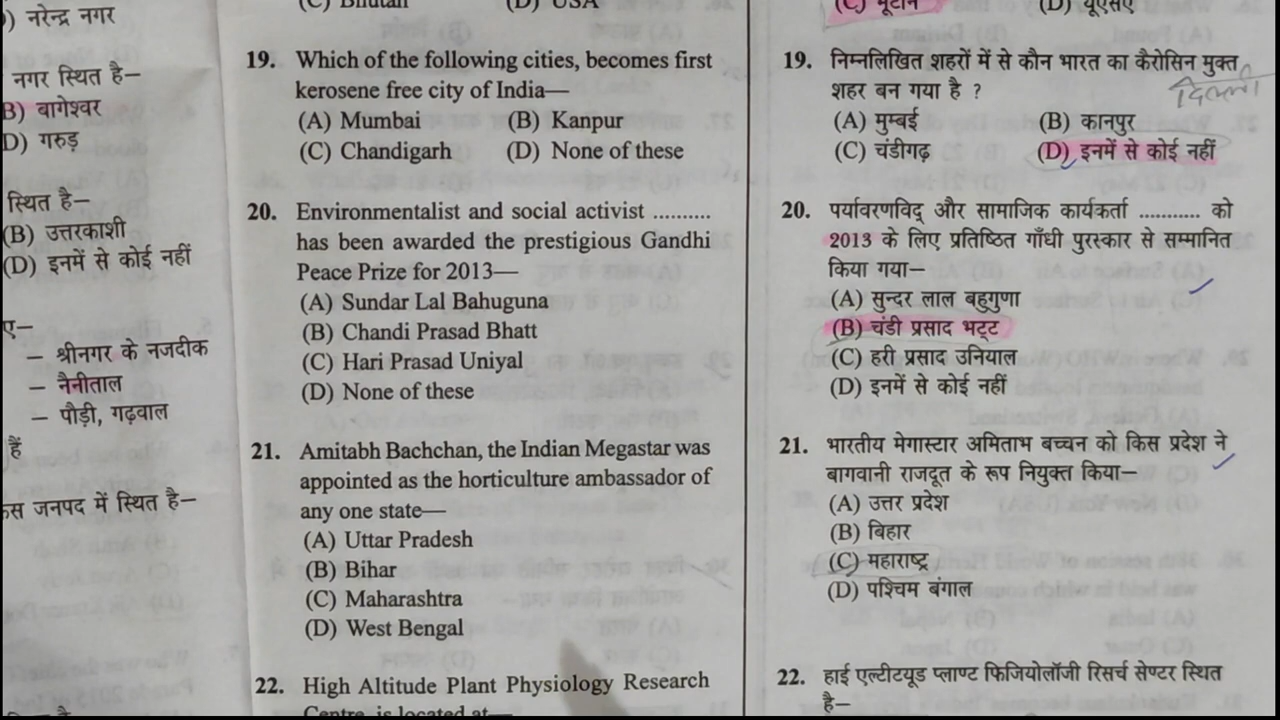 ) नरेन्द्र नगर
नगर स्थित है–
B) बागेश्वर
D) गरुड़
स्थित है–
(B) उत्तरकाशी
(D) इनमें से कोई नहीं
ए–
– श्रीनगर के नजदीक
– नैनीताल
– पौड़ी, गढ़वाल
हैं
कस जनपद में स्थित है–
(C) Bhutan (D) USA
19. Which of the following cities, becomes first
kerosene free city of India—
(A) Mumbai (B) Kanpur
(C) Chandigarh (D) None of these
20. Environmentalist and social activist ..........
has been awarded the prestigious Gandhi
Peace Prize for 2013—
(A) Sundar Lal Bahuguna
(B) Chandi Prasad Bhatt
(C) Hari Prasad Uniyal
(D) None of these
21. Amitabh Bachchan, the Indian Megastar was
appointed as the horticulture ambassador of
any one state—
(A) Uttar Pradesh
(B) Bihar
(C) Maharashtra
(D) West Bengal
22. High Altitude Plant Physiology Research
Centre, is located at—
(C) भूटान (D) यूएसए
19. निम्नलिखित शहरों में से कौन भारत का कैरोसिन मुक्त
शहर बन गया है ?
दिल्ली
(A) मुम्बई (B) कानपुर
(C) चंडीगढ़ (D) इनमें से कोई नहीं
20. पर्यावरणविद् और सामाजिक कार्यकर्ता ........... को
2013 के लिए प्रतिष्ठित गाँधी पुरस्कार से सम्मानित
किया गया–
(A) सुन्दर लाल बहुगुणा
(B) चंडी प्रसाद भट्ट
(C) हरी प्रसाद उनियाल
(D) इनमें से कोई नहीं
21. भारतीय मेगास्टार अमिताभ बच्चन को किस प्रदेश ने
बागवानी राजदूत के रूप नियुक्त किया–
(A) उत्तर प्रदेश
(B) बिहार
(C) महाराष्ट्र
(D) पश्चिम बंगाल
22. हाई एल्टीटयूड प्लाण्ट फिजियोलॉजी रिसर्च सेण्टर स्थित
है–